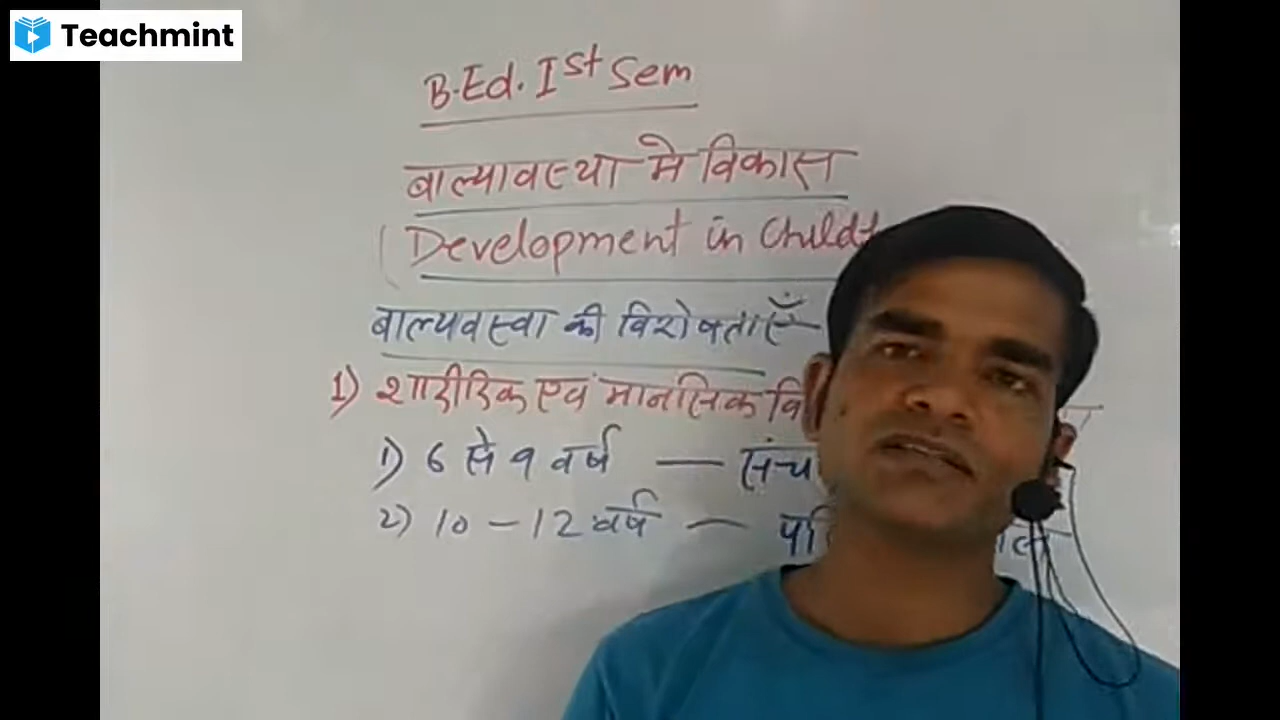 Teachmint
B.Ed. Ist Sem
बाल्यावस्था मे विकास
(Development in
बाल्यवस्वा की विशेषताएँ -
1) शारीरिक एवं मानसिक
1) 6 से 9 वर्ष —
2) 10 - 12 वर्ष —